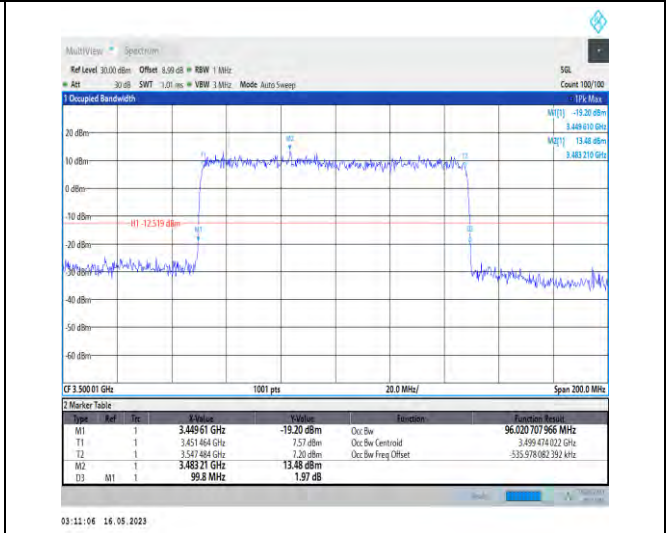 MultiView Spectrum
Ref Level 30.00 dBm Offset 8.99 dB RBW 1 MHz SGL
Att 30 dB SWT 1.01 ms VBW 3 MHz Mode Auto Sweep Count 100/100
1 Occupied Bandwidth 1Pk Max
M1[1] -19.20 dBm
3.449 610 GHz
M2[1] 13.48 dBm
3.483 210 GHz
20 dBm
M2
T1
T2
10 dBm
0 dBm
-10 dBm
H1 -12.519 dBm
M1
D3
-20 dBm
-30 dBm
-40 dBm
-50 dBm
-60 dBm
CF 3.500 01 GHz 1001 pts 20.0 MHz/ Span 200.0 MHz
2 Marker Table
Type Ref Trc X-Value Y-Value Function Function Result
M1 1 3.449 61 GHz -19.20 dBm Occ Bw 96.020 707 966 MHz
T1 1 3.451 464 GHz 7.57 dBm Occ Bw Centroid 3.499 474 022 GHz
T2 1 3.547 484 GHz 7.20 dBm Occ Bw Freq Offset -535.978 082 392 kHz
M2 1 3.483 21 GHz 13.48 dBm
D3 M1 1 99.8 MHz 1.97 dB
03:11:06 16.05.2023